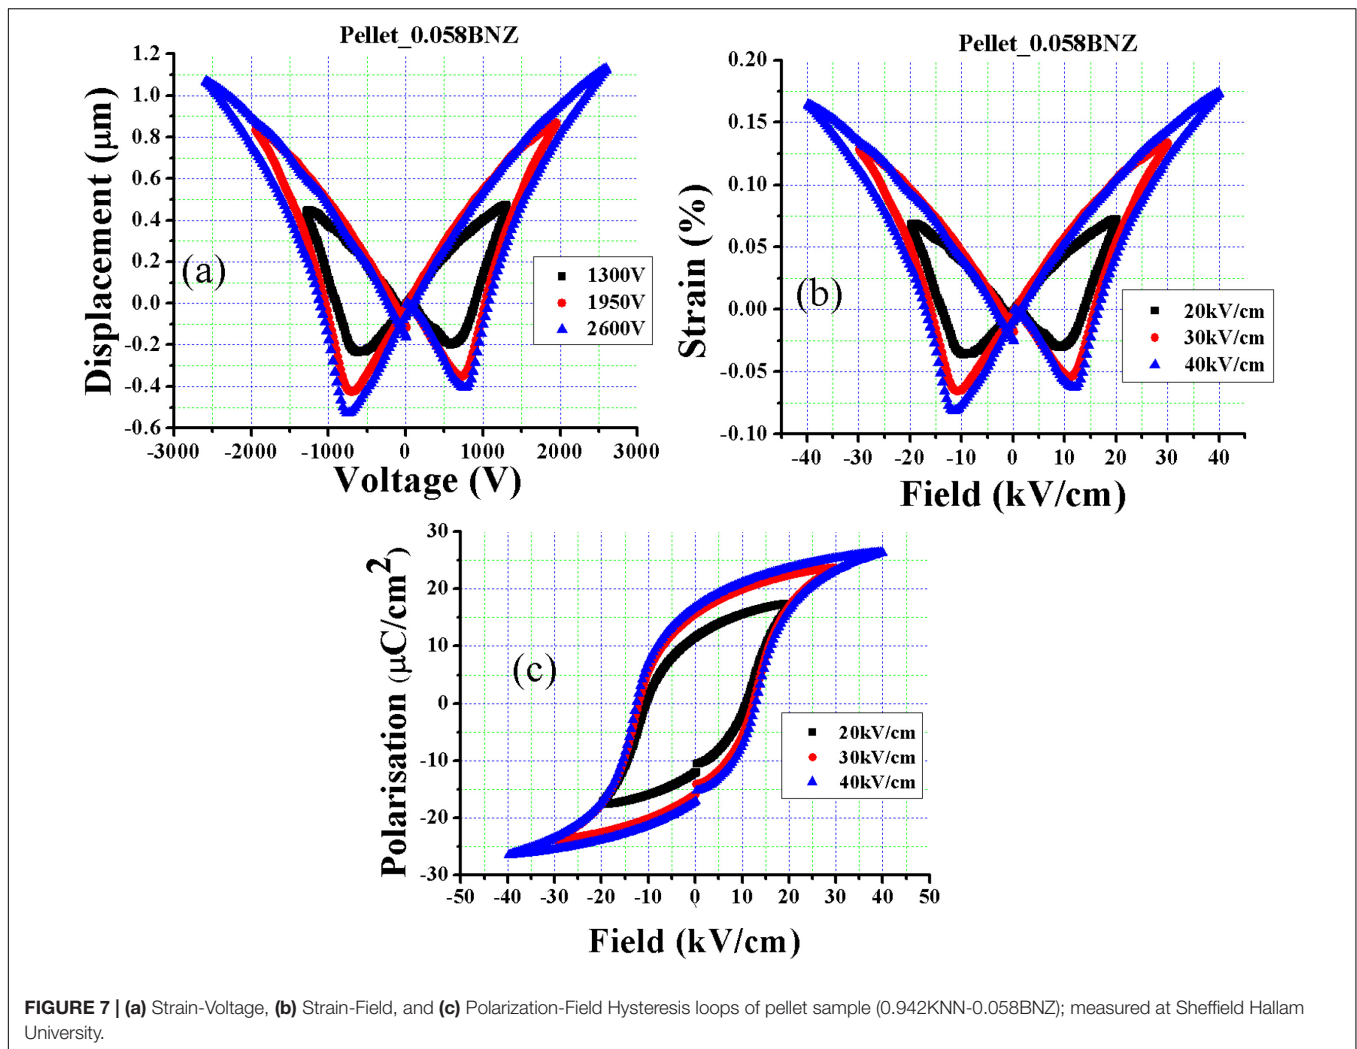 Pellet_0.058BNZ
1.2
1.0
0.8
0.6
0.4
0.2
0.0
-0.2
-0.4
-0.6
Displacement (μm)
(a)
1300V
1950V
2600V
-3000 -2000 -1000 0 1000 2000 3000
Voltage (V)
Pellet_0.058BNZ
0.20
0.15
0.10
0.05
0.00
-0.05
-0.10
Strain (%)
(b)
20kV/cm
30kV/cm
40kV/cm
-40 -30 -20 -10 0 10 20 30 40
Field (kV/cm)
30
20
10
0
-10
-20
-30
Polarisation (μC/cm²)
(c)
20kV/cm
30kV/cm
40kV/cm
-50 -40 -30 -20 -10 0 10 20 30 40 50
Field (kV/cm)
FIGURE 7 | (a) Strain-Voltage, (b) Strain-Field, and (c) Polarization-Field Hysteresis loops of pellet sample (0.942KNN-0.058BNZ); measured at Sheffield Hallam
University.